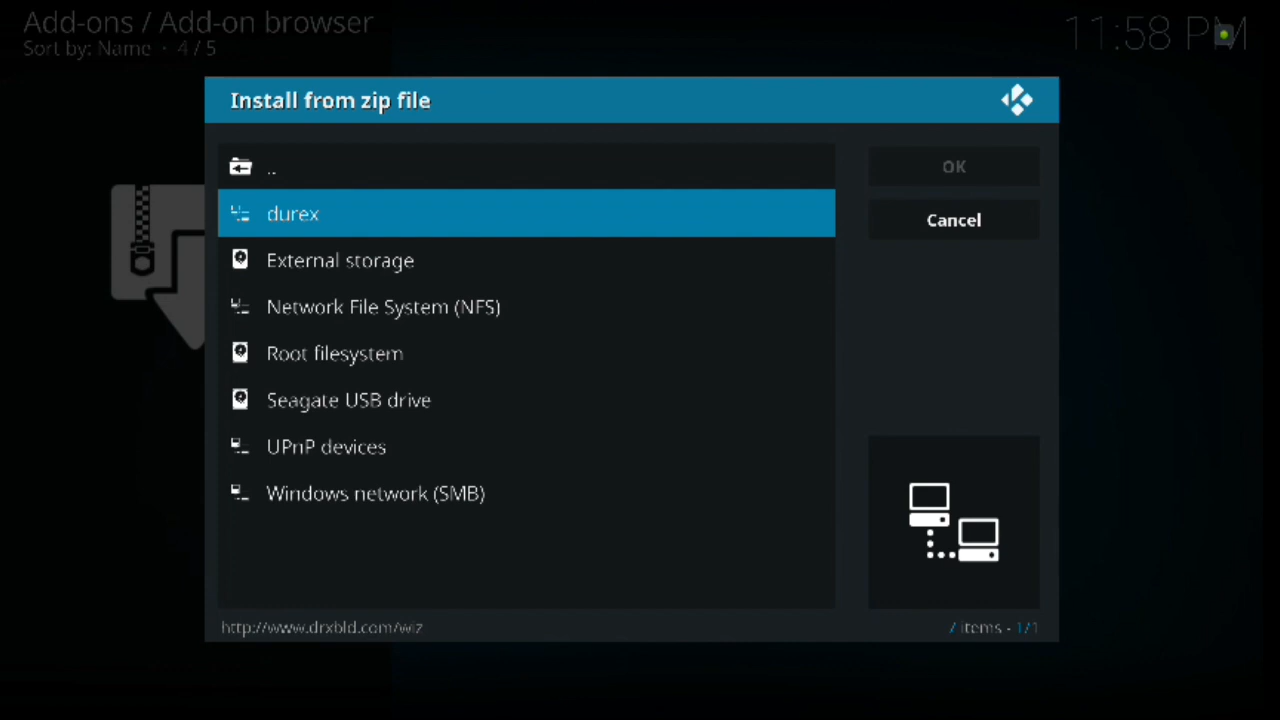 Add-ons / Add-on browser
Sort by: Name · 4 / 5
11:58 PM
Install from zip file
..
durex
External storage
Network File System (NFS)
Root filesystem
Seagate USB drive
UPnP devices
Windows network (SMB)
OK
Cancel
http://www.drxbld.com/wiz
7 items - 1/1